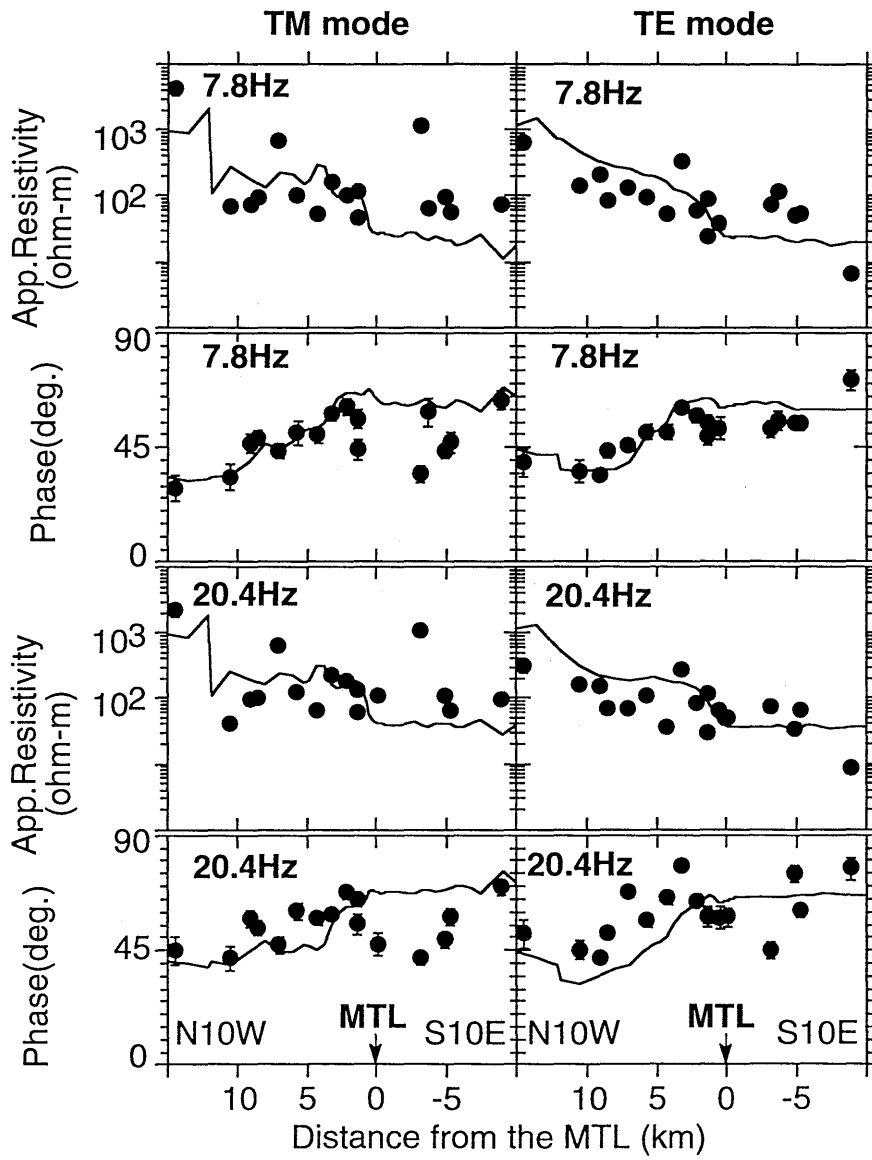 TM mode TE mode
7.8Hz 7.8Hz
App.Resistivity
(ohm-m)
10³
10²
7.8Hz 7.8Hz
Phase(deg.)
90
45
0
20.4Hz 20.4Hz
App.Resistivity
(ohm-m)
10³
10²
20.4Hz 20.4Hz
Phase(deg.)
90
45
0
N10W MTL S10E N10W MTL S10E
10 5 0 -5 10 5 0 -5
Distance from the MTL (km)